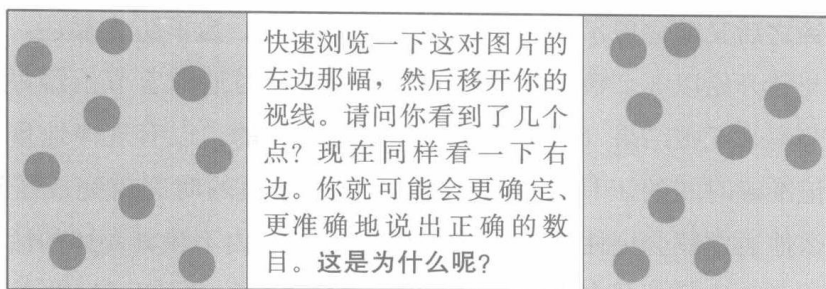 快速浏览一下这对图片的
左边那幅，然后移开你的
视线。请问你看到了几个
点？现在同样看一下右
边。你就可能会更确定、
更准确地说出正确的数
目。这是为什么呢？